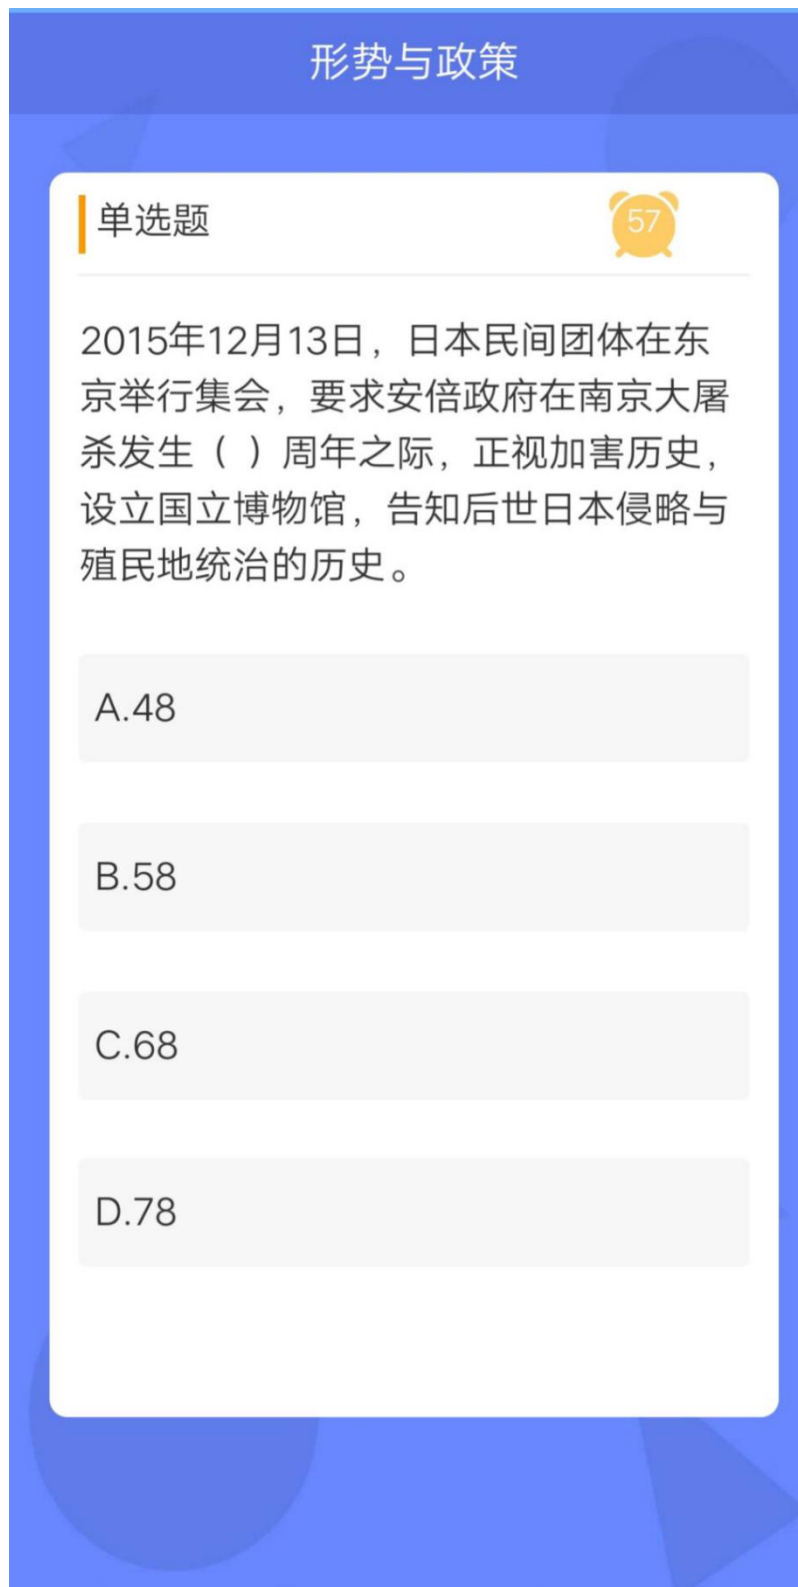 形势与政策
单选题
57
2015年12月13日，日本民间团体在东
京举行集会，要求安倍政府在南京大屠
杀发生（ ）周年之际，正视加害历史，
设立国立博物馆，告知后世日本侵略与
殖民地统治的历史。
A.48
B.58
C.68
D.78